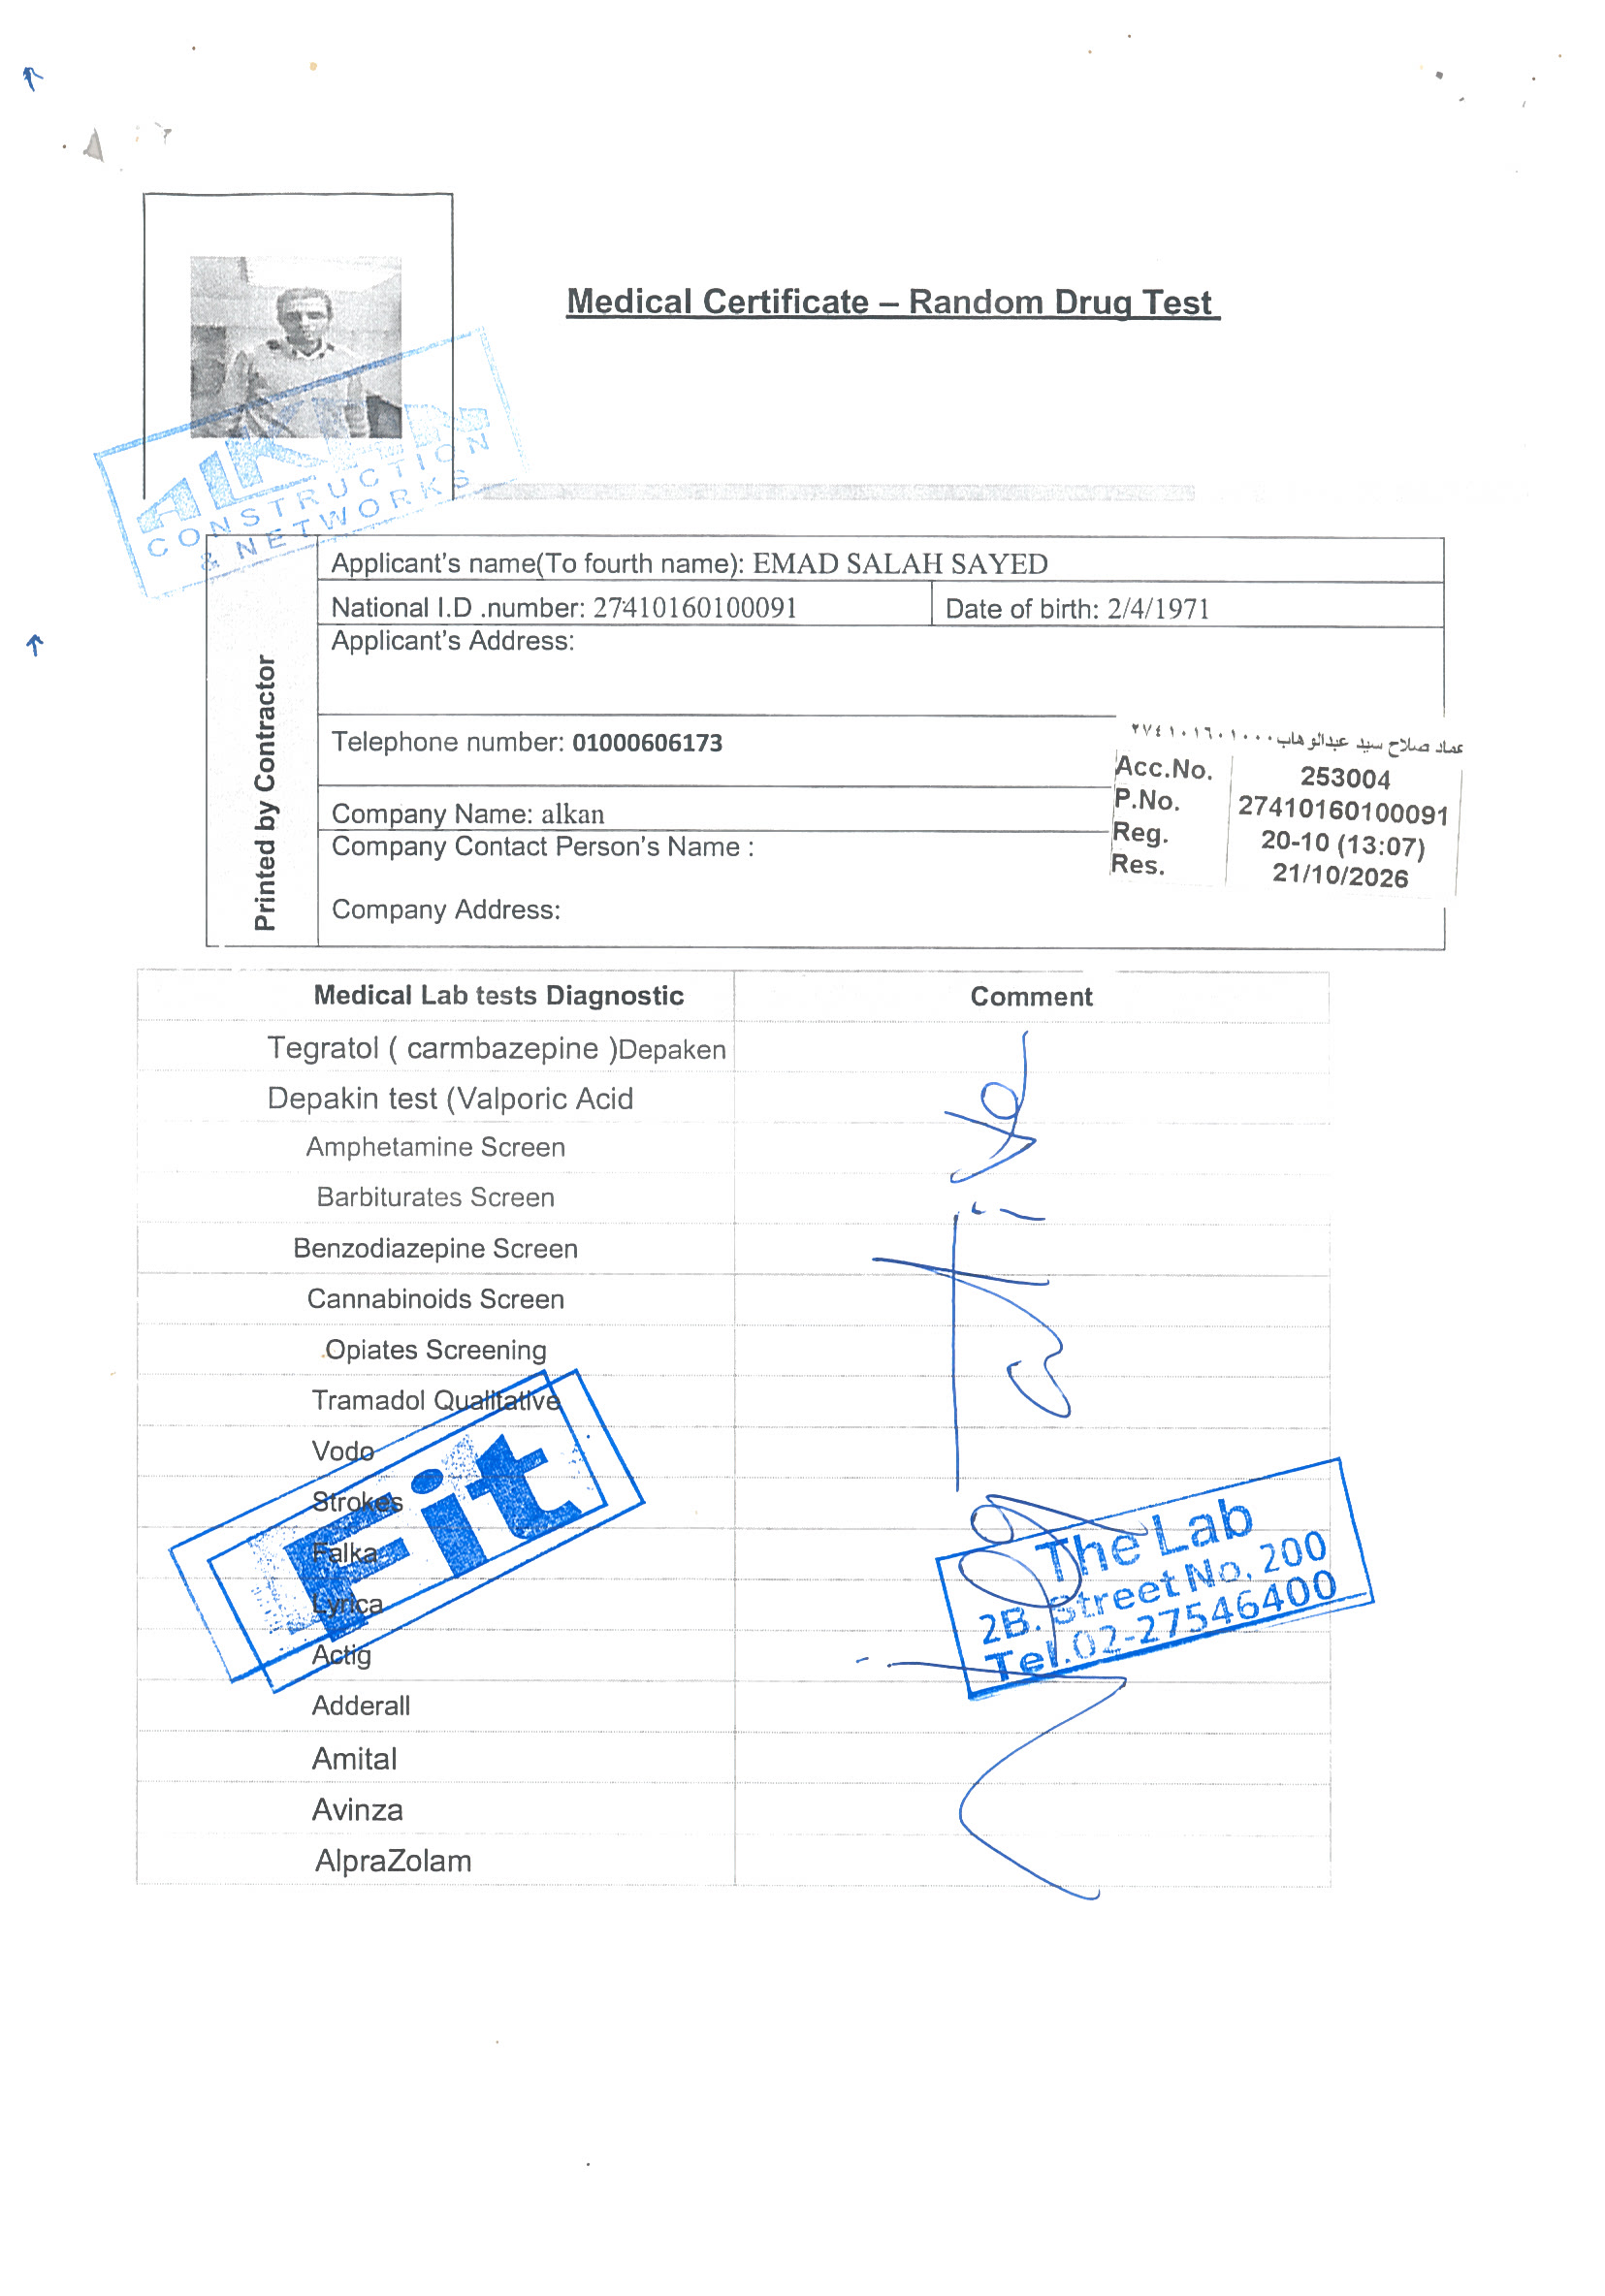 Medical Certificate – Random Drug Test
ALKAN
CONSTRUCTION
& NETWORKS
Printed by Contractor
Applicant's name(To fourth name): EMAD SALAH SAYED
National I.D .number: 27410160100091
Date of birth: 2/4/1971
Applicant's Address:
Telephone number: 01000606173
Company Name: alkan
Company Contact Person's Name :
Company Address:
عماد صلاح سيد عبدالوهاب ٢٧٤١٠١٦٠١٠٠٠
Acc.No. 253004
P.No. 27410160100091
Reg. 20-10 (13:07)
Res. 21/10/2026
Medical Lab tests Diagnostic
Comment
Tegratol ( carmbazepine )Depaken
Depakin test (Valporic Acid
Amphetamine Screen
Barbiturates Screen
Benzodiazepine Screen
Cannabinoids Screen
Opiates Screening
Tramadol Qualitative
Vodo
Strokes
Falka
Lyrica
Actig
Adderall
Amital
Avinza
AlpraZolam
Fit
The Lab
2B. Street No. 200
Tel.02-27546400